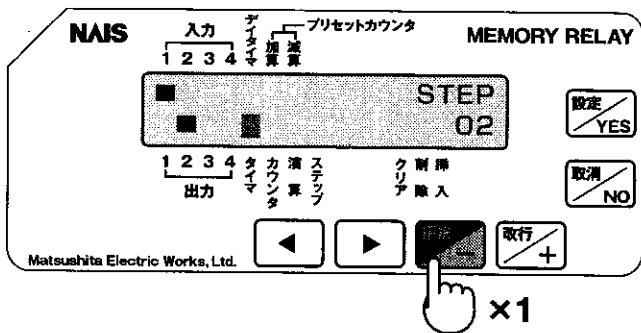 NAIS
入力
1 2 3 4
デイタイマ
加算
減算
プリセットカウンタ
MEMORY RELAY
STEP
02
設定
YES
1 2 3 4
出力
タイマ
カウンタ
演算
ステップ
クリア
削除
挿入
取消
NO
◀ ▶
−
改行
+
Matsushita Electric Works, Ltd.
×1